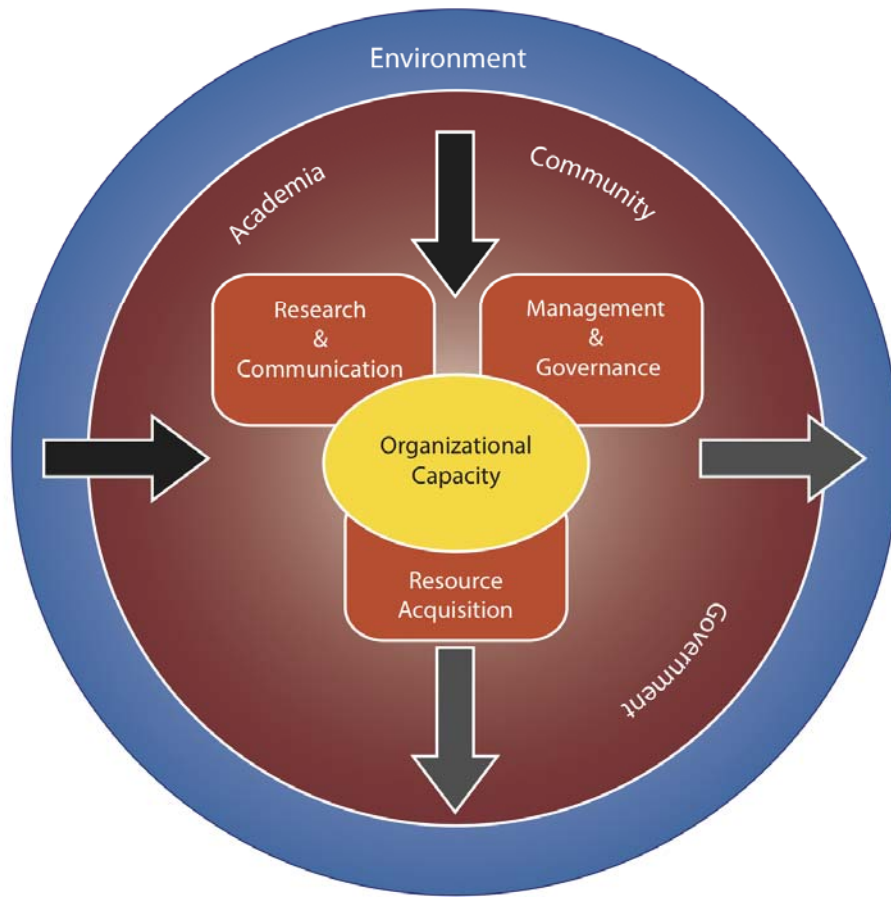 Environment
Academia
Community
Research
&
Communication
Management
&
Governance
Organizational
Capacity
Resource
Acquisition
Government